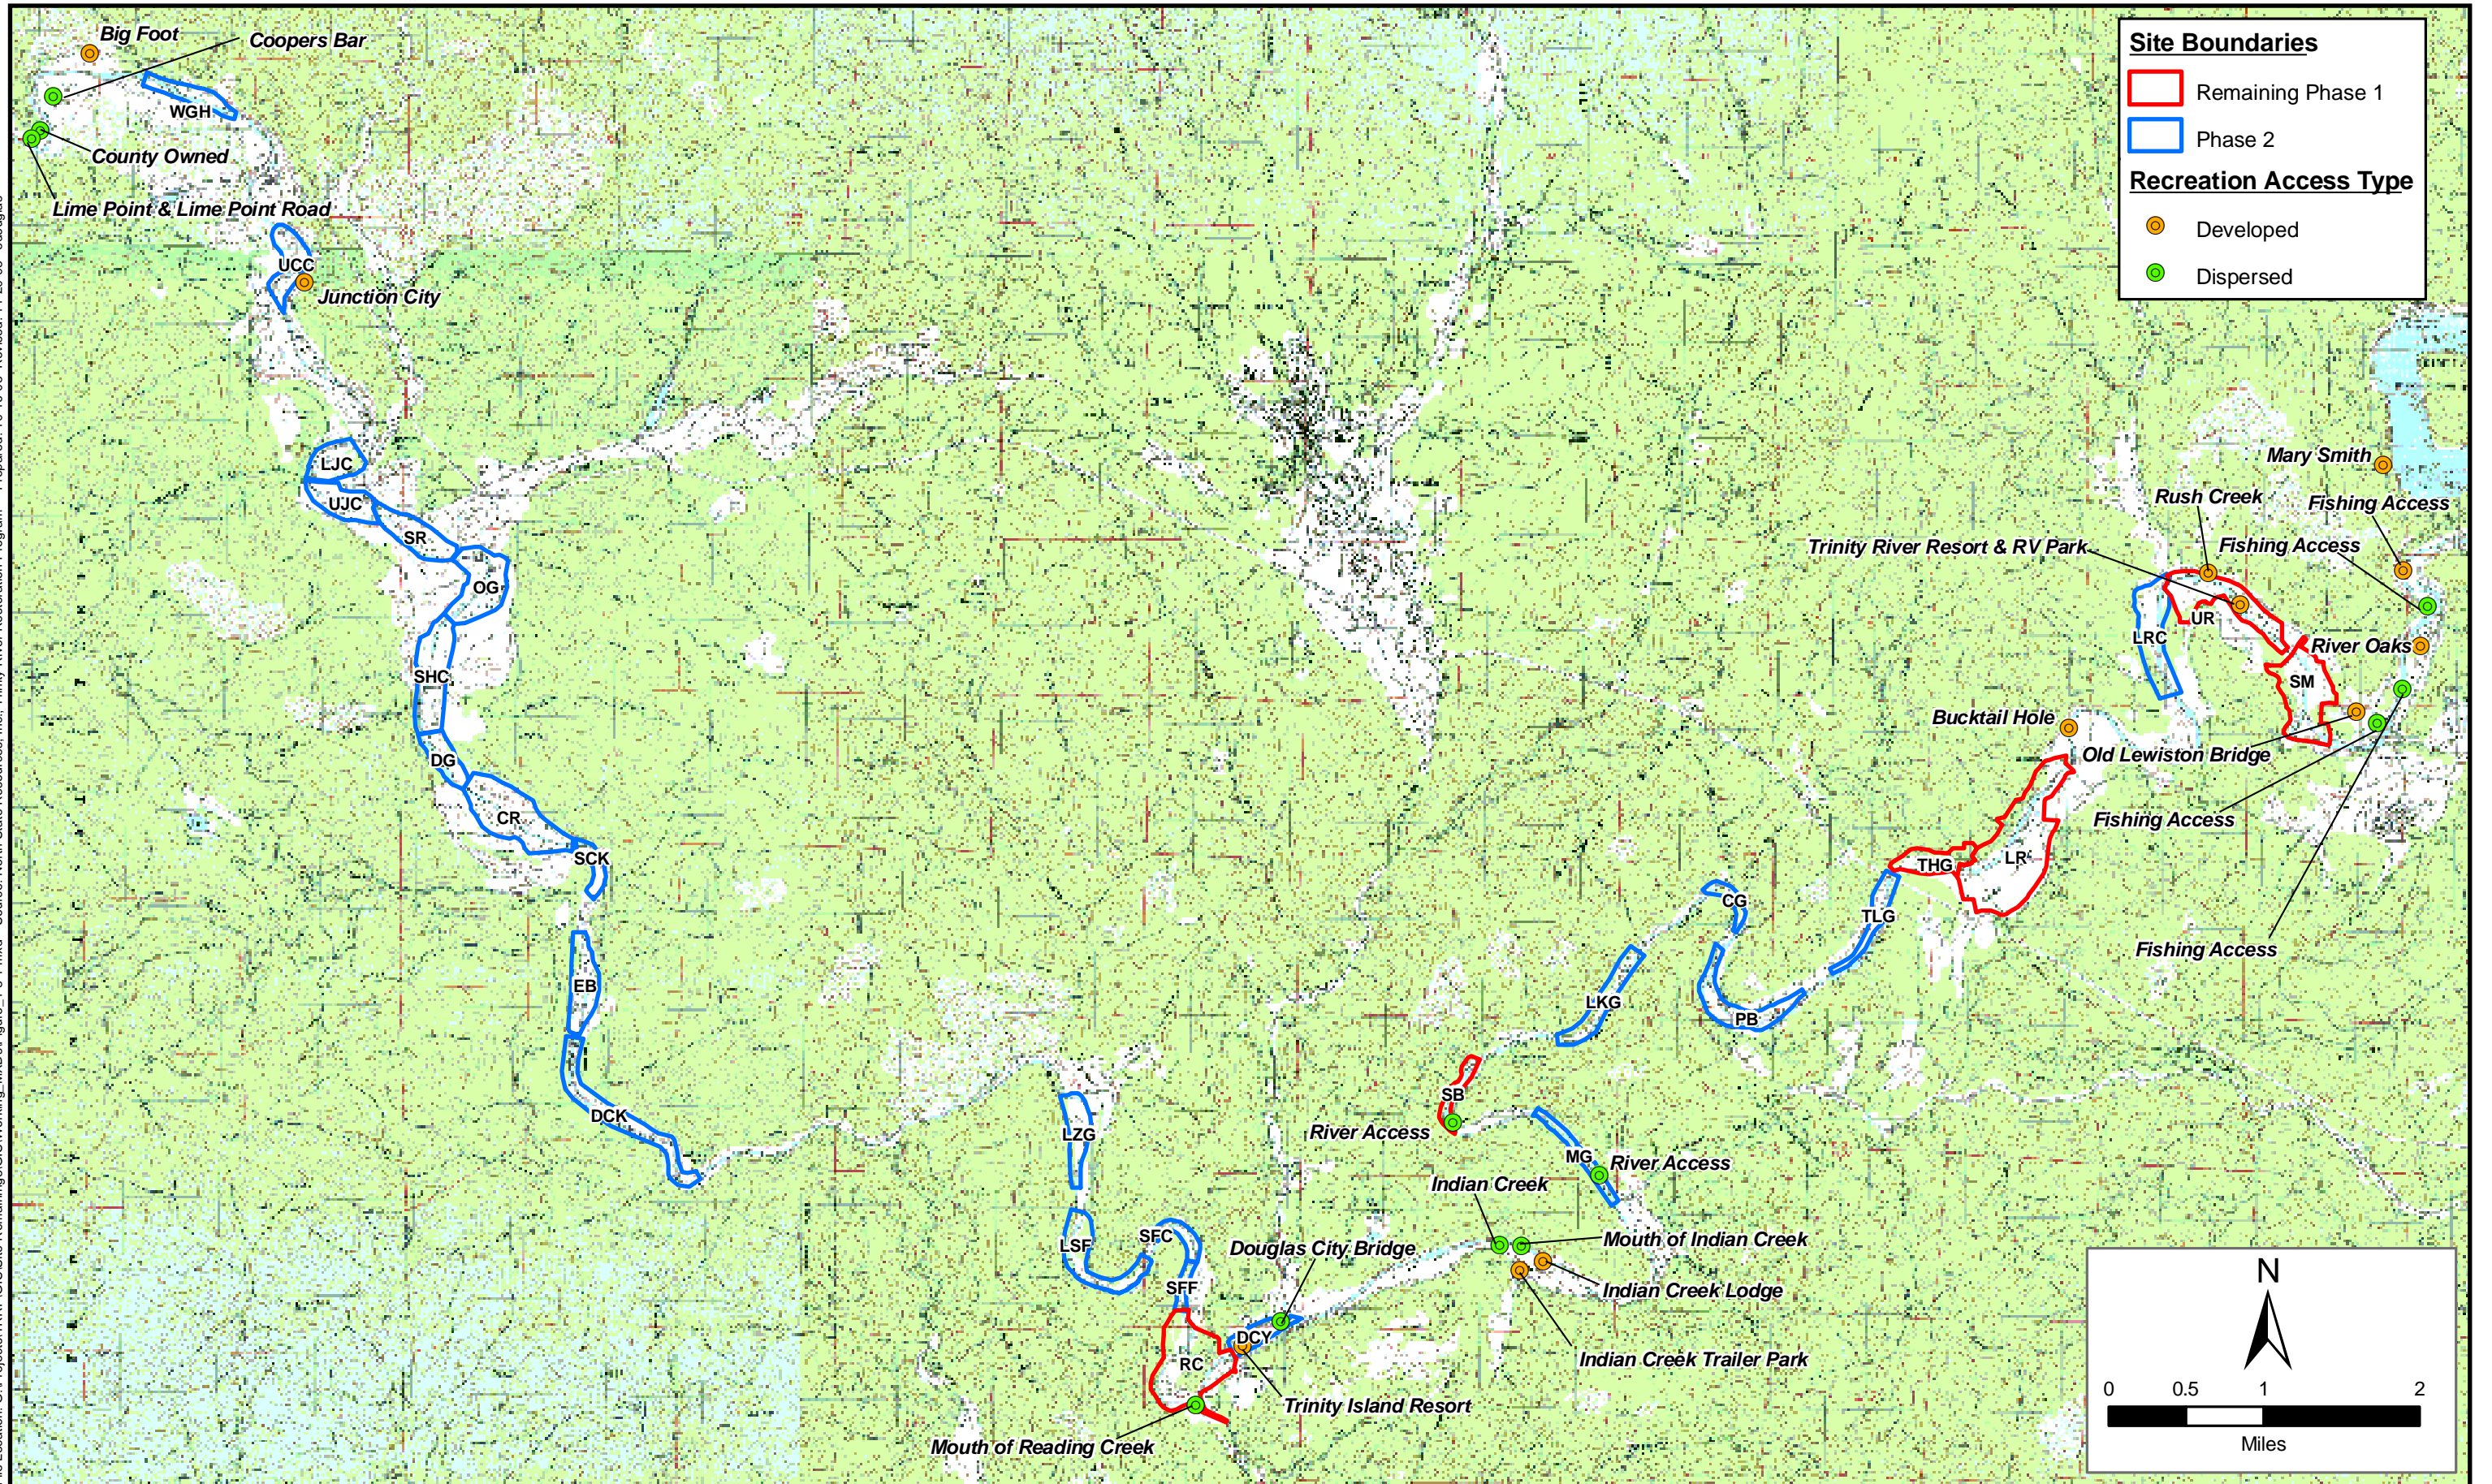 Big Foot
Coopers Bar
WGH
County Owned
Lime Point & Lime Point Road
UCC
Junction City
LJC
UJC
SR
OG
SHC
DG
CR
SCK
EB
DCK
LZG
LSF
SFC
SFF
RC
DCY
Douglas City Bridge
Trinity Island Resort
Mouth of Reading Creek
Indian Creek
Mouth of Indian Creek
Indian Creek Lodge
Indian Creek Trailer Park
River Access
SB
MG
River Access
LKG
CG
PB
TLG
THG
LR
Bucktail Hole
Old Lewiston Bridge
Fishing Access
Fishing Access
LRC
UR
SM
River Oaks
Trinity River Resort & RV Park
Rush Creek
Fishing Access
Fishing Access
Mary Smith
Site Boundaries
Remaining Phase 1
Phase 2
Recreation Access Type
Developed
Dispersed
N
0 0.5 1 2
Miles